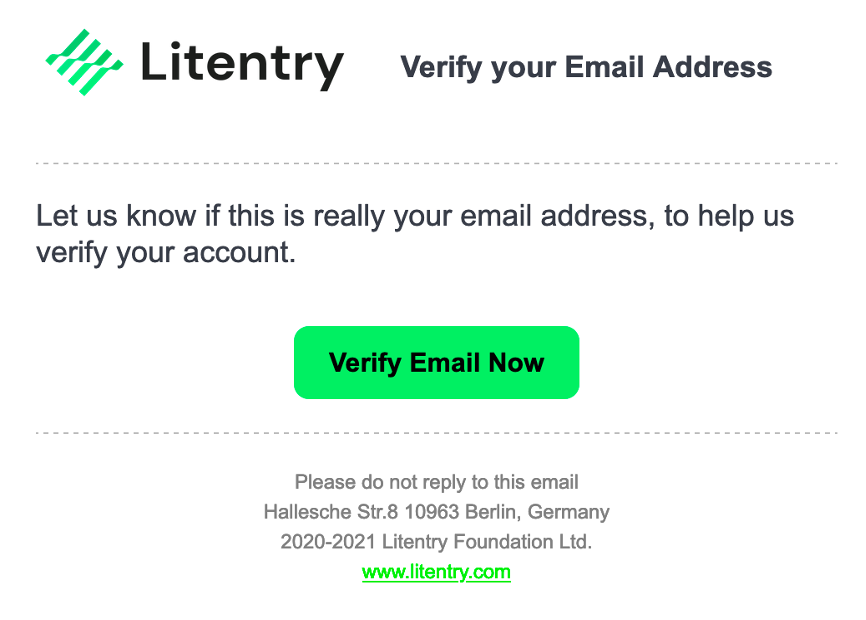 Litentry Verify your Email Address
Let us know if this is really your email address, to help us
verify your account.
Verify Email Now
Please do not reply to this email
Hallesche Str.8 10963 Berlin, Germany
2020-2021 Litentry Foundation Ltd.
www.litentry.com